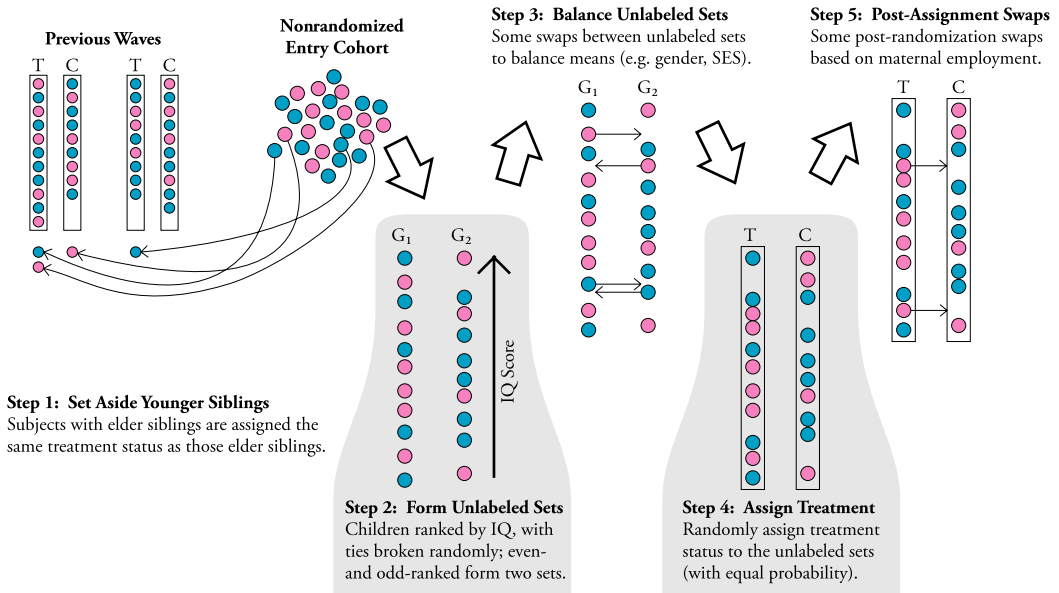 Previous Waves
T C T C
Nonrandomized
Entry Cohort
Step 1: Set Aside Younger Siblings
Subjects with elder siblings are assigned the
same treatment status as those elder siblings.
G₁ G₂
IQ Score
Step 2: Form Unlabeled Sets
Children ranked by IQ, with
ties broken randomly; even-
and odd-ranked form two sets.
Step 3: Balance Unlabeled Sets
Some swaps between unlabeled sets
to balance means (e.g. gender, SES).
G₁ G₂
T C
Step 4: Assign Treatment
Randomly assign treatment
status to the unlabeled sets
(with equal probability).
Step 5: Post-Assignment Swaps
Some post-randomization swaps
based on maternal employment.
T C